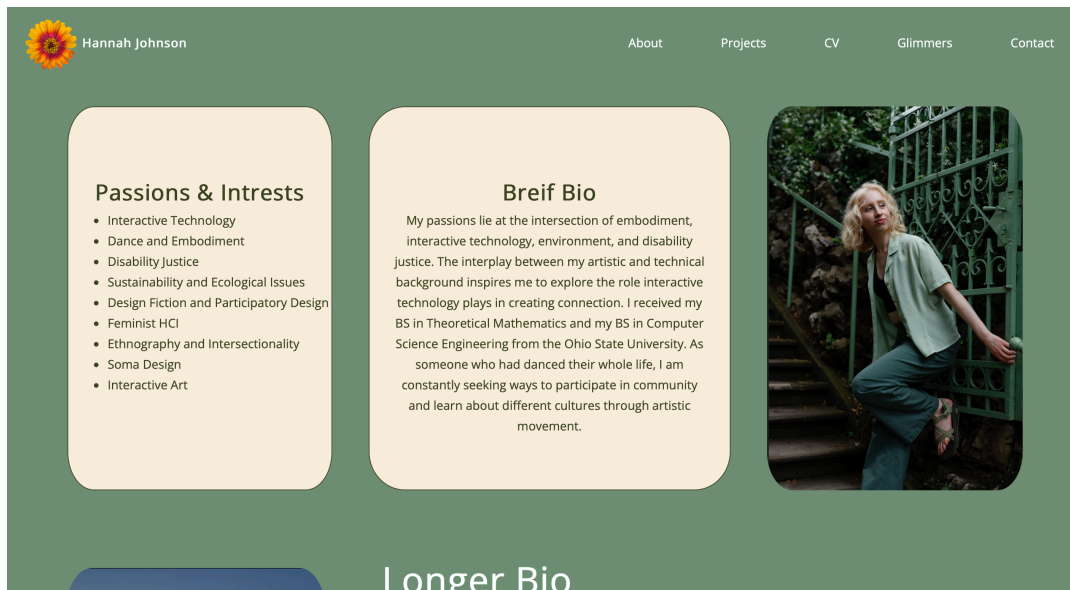 Hannah Johnson
About
Projects
CV
Glimmers
Contact
Passions & Intrests
Interactive Technology
Dance and Embodiment
Disability Justice
Sustainability and Ecological Issues
Design Fiction and Participatory Design
Feminist HCI
Ethnography and Intersectionality
Soma Design
Interactive Art
Breif Bio
My passions lie at the intersection of embodiment,
interactive technology, environment, and disability
justice. The interplay between my artistic and technical
background inspires me to explore the role interactive
technology plays in creating connection. I received my
BS in Theoretical Mathematics and my BS in Computer
Science Engineering from the Ohio State University. As
someone who had danced their whole life, I am
constantly seeking ways to participate in community
and learn about different cultures through artistic
movement.
Longer Bio